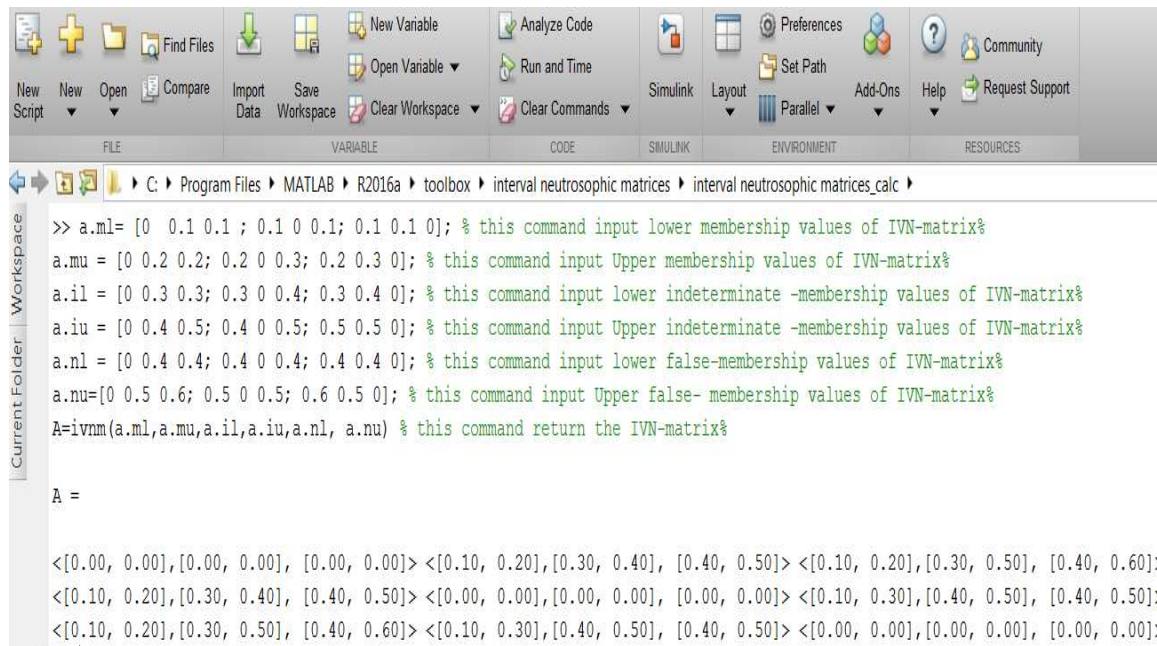 New Script
New
Open
Find Files
Compare
Import Data
Save Workspace
New Variable
Open Variable
Clear Workspace
Analyze Code
Run and Time
Clear Commands
Simulink
Layout
Preferences
Set Path
Parallel
Add-Ons
Help
Community
Request Support
FILE
VARIABLE
CODE
SIMULINK
ENVIRONMENT
RESOURCES
C: Program Files MATLAB R2016a toolbox interval neutrosophic matrices interval neutrosophic matrices_calc
Workspace
Current Folder
>> a.ml= [0 0.1 0.1 ; 0.1 0 0.1; 0.1 0.1 0]; % this command input lower membership values of IVN-matrix%
a.mu = [0 0.2 0.2; 0.2 0 0.3; 0.2 0.3 0]; % this command input Upper membership values of IVN-matrix%
a.il = [0 0.3 0.3; 0.3 0 0.4; 0.3 0.4 0]; % this command input lower indeterminate -membership values of IVN-matrix%
a.iu = [0 0.4 0.5; 0.4 0 0.5; 0.5 0.5 0]; % this command input Upper indeterminate -membership values of IVN-matrix%
a.nl = [0 0.4 0.4; 0.4 0 0.4; 0.4 0.4 0]; % this command input lower false-membership values of IVN-matrix%
a.nu=[0 0.5 0.6; 0.5 0 0.5; 0.6 0.5 0]; % this command input Upper false- membership values of IVN-matrix%
A=ivnm(a.ml,a.mu,a.il,a.iu,a.nl, a.nu) % this command return the IVN-matrix%
A =
<[0.00, 0.00],[0.00, 0.00], [0.00, 0.00]> <[0.10, 0.20],[0.30, 0.40], [0.40, 0.50]> <[0.10, 0.20],[0.30, 0.50], [0.40, 0.60]
<[0.10, 0.20],[0.30, 0.40], [0.40, 0.50]> <[0.00, 0.00],[0.00, 0.00], [0.00, 0.00]> <[0.10, 0.30],[0.40, 0.50], [0.40, 0.50]
<[0.10, 0.20],[0.30, 0.50], [0.40, 0.60]> <[0.10, 0.30],[0.40, 0.50], [0.40, 0.50]> <[0.00, 0.00],[0.00, 0.00], [0.00, 0.00]